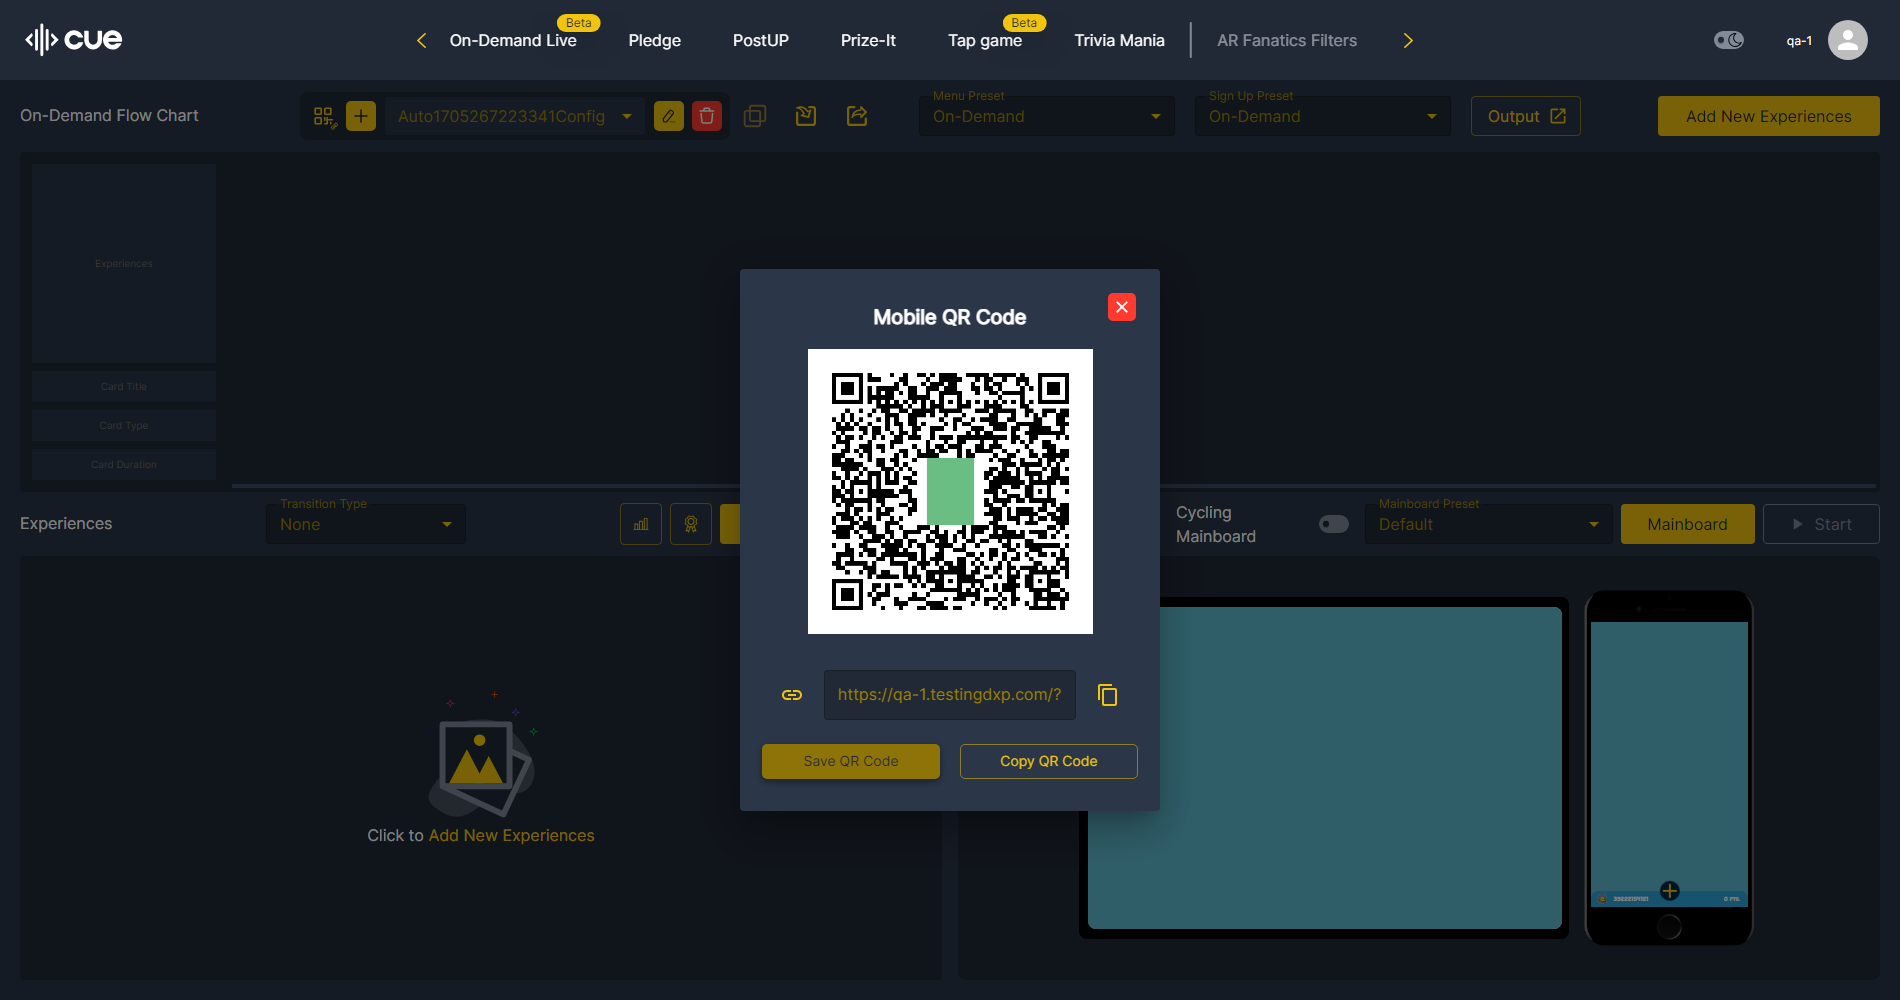 cue
On-Demand Live
Beta
Pledge
PostUP
Prize-It
Tap game
Beta
Trivia Mania
AR Fanatics Filters
qa-1
On-Demand Flow Chart
Auto1705267223341Config
Menu Preset
On-Demand
Sign Up Preset
On-Demand
Output
Add New Experiences
Experiences
Card Title
Card Type
Card Duration
Mobile QR Code
https://qa-1.testingdxp.com/?
Save QR Code
Copy QR Code
Experiences
Transition Type
None
Cycling
Mainboard
Mainboard Preset
Default
Mainboard
Start
Click to Add New Experiences
0 PTS.